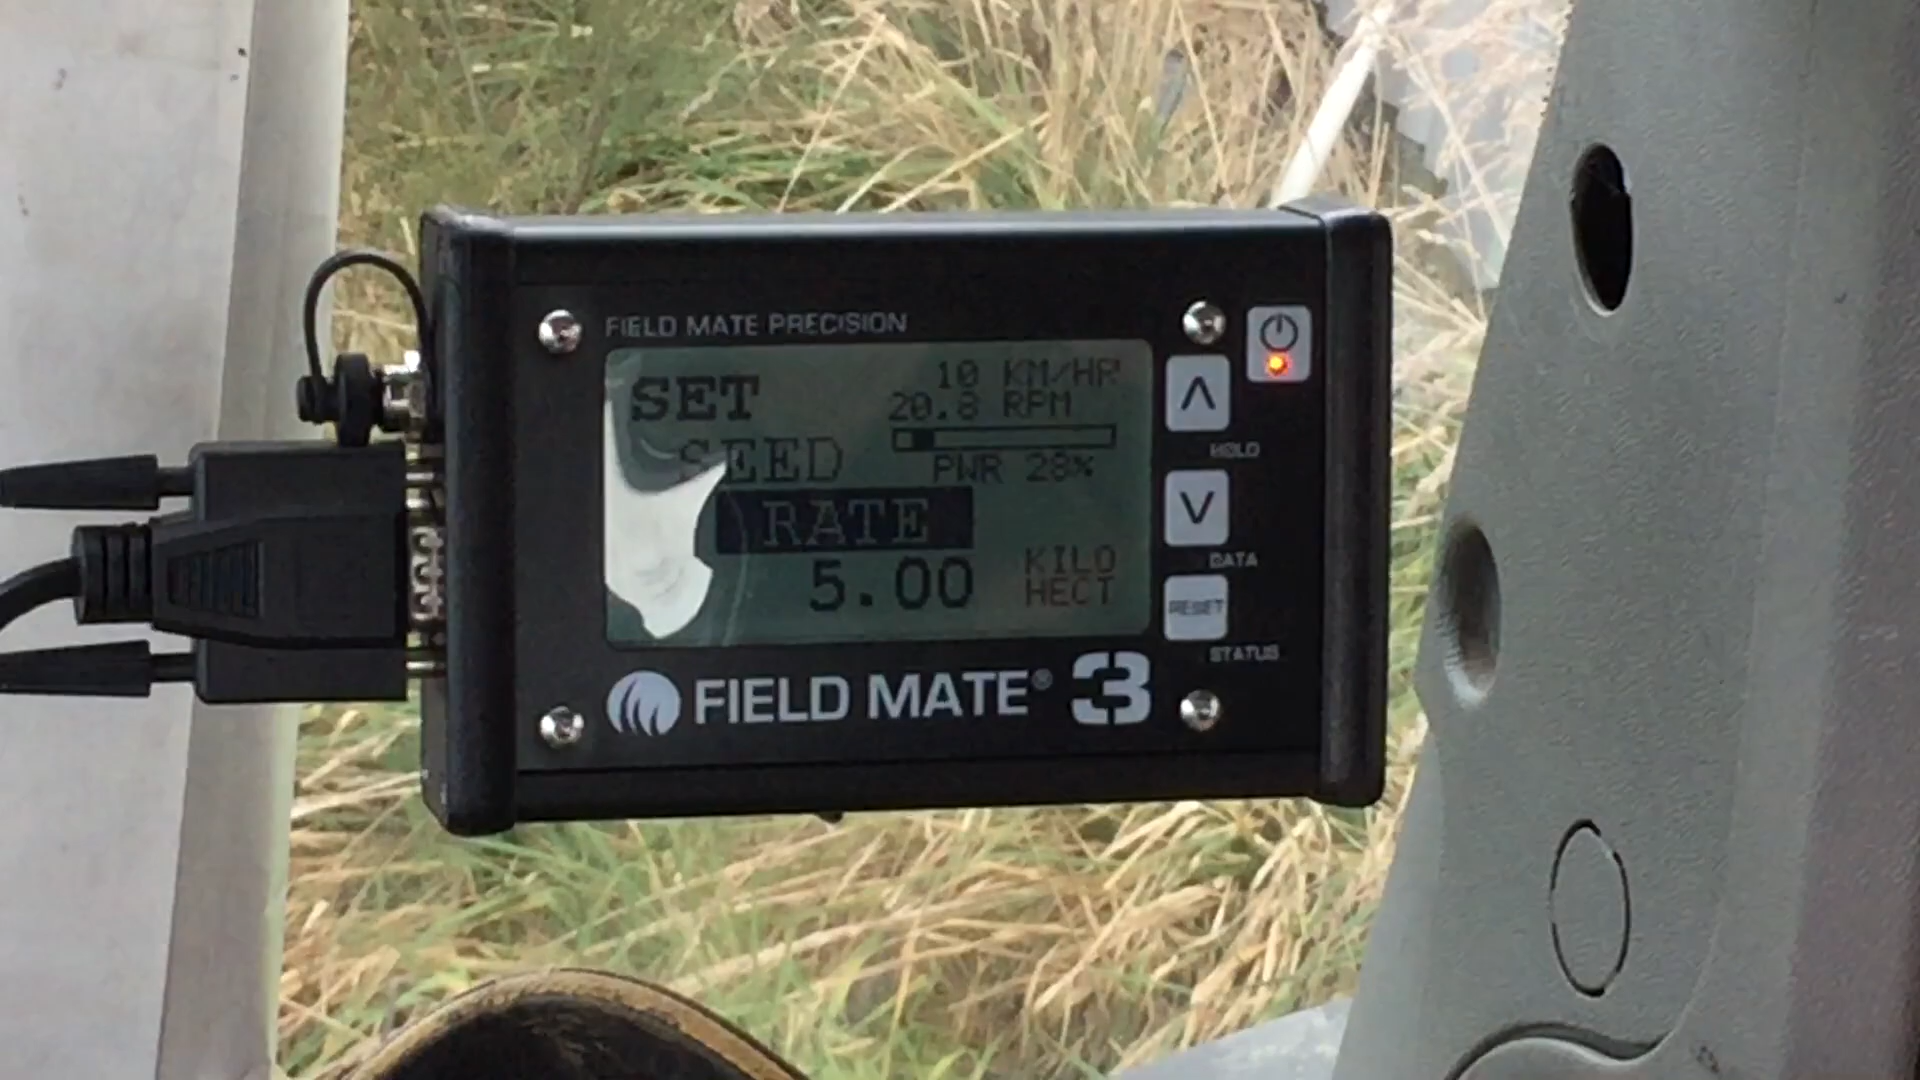 FIELD MATE PRECISION
SET
10 KM/HR
20.8 RPM
SEED
PWR 28%
RATE
5.00
KILO
HECT
HOLD
DATA
RESET
STATUS
FIELD MATE® 3